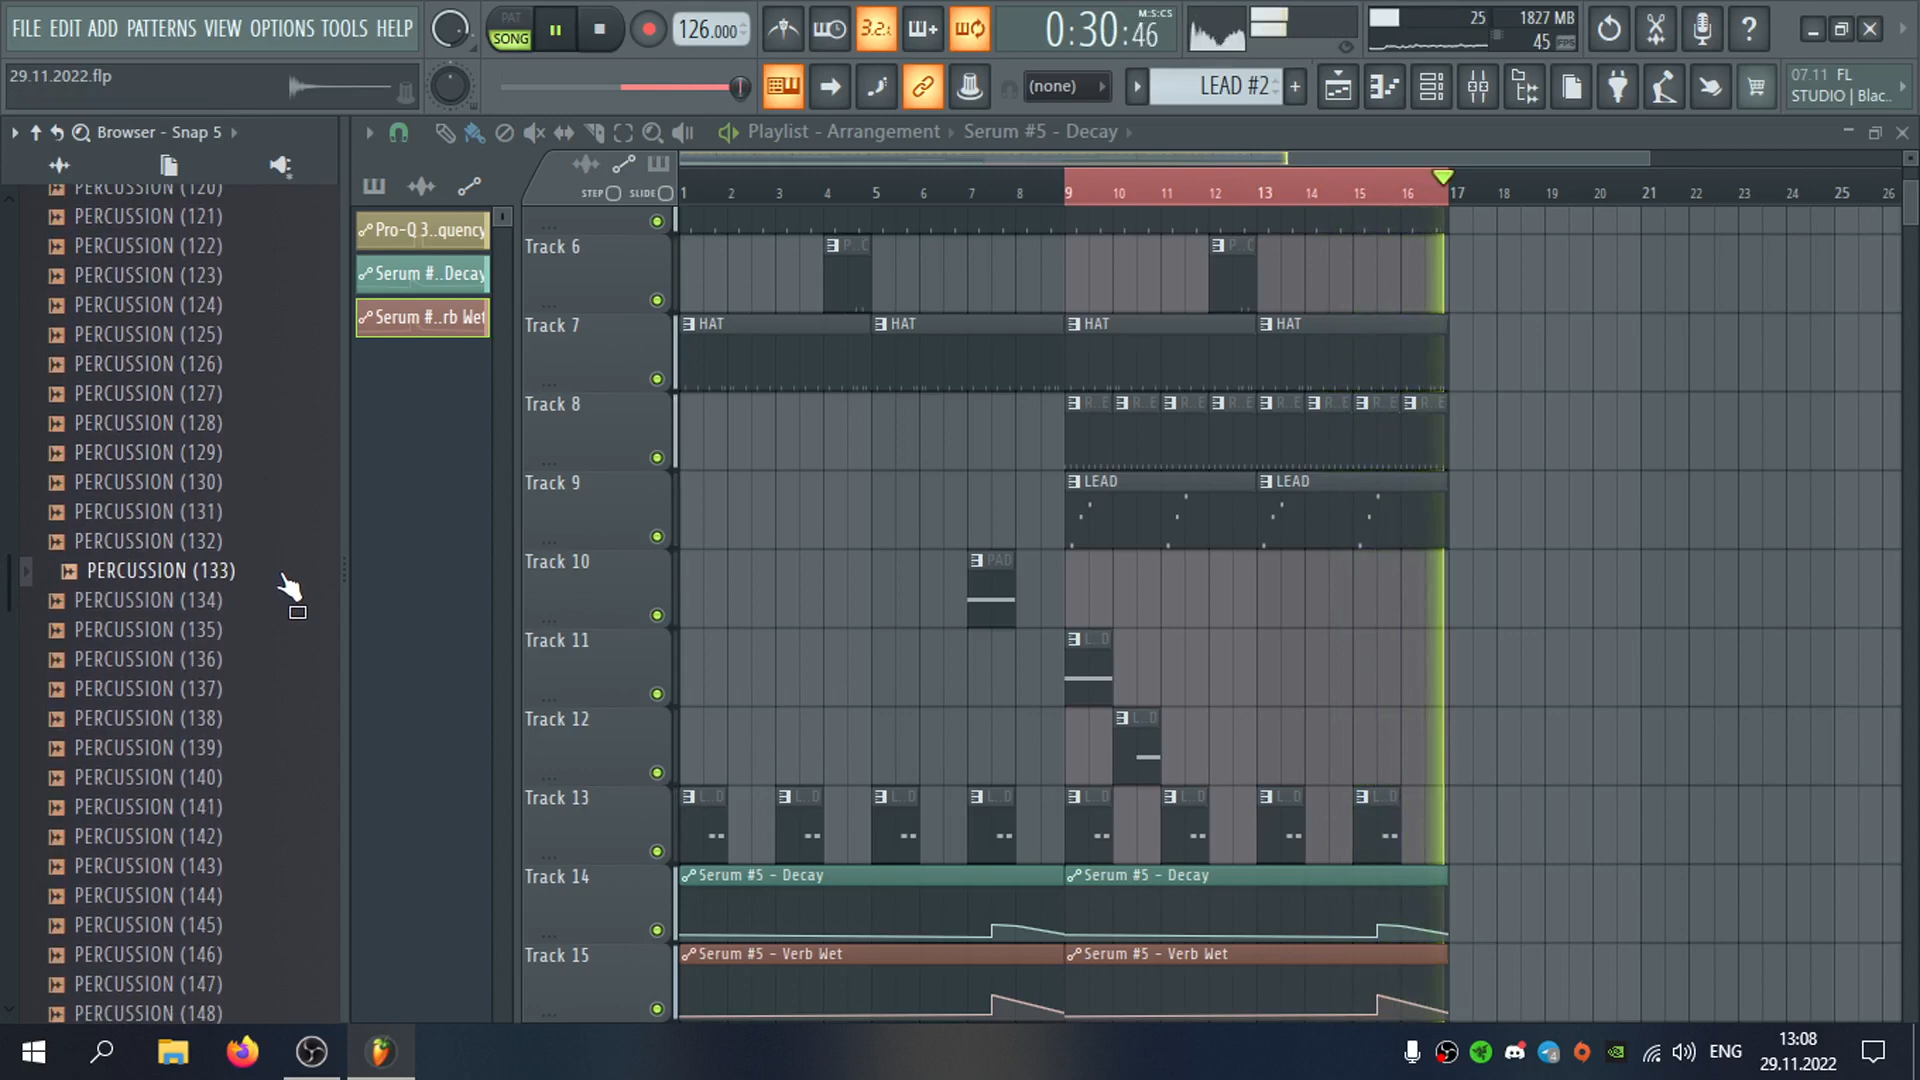 FILE EDIT ADD PATTERNS VIEW OPTIONS TOOLS HELP
PAT
SONG
126.000
3.2.
M:S:CS
0:30:46
25
1827 MB
45
29.11.2022.flp
(none)
LEAD #2
07.11 FL
STUDIO | Blac..
Browser - Snap 5
Playlist - Arrangement
Serum #5 - Decay
STEP
SLIDE
1 2 3 4 5 6 7 8 9 10 11 12 13 14 15 16 17 18 19 20 21 22 23 24 25 26
PERCUSSION (120)
PERCUSSION (121)
PERCUSSION (122)
PERCUSSION (123)
PERCUSSION (124)
PERCUSSION (125)
PERCUSSION (126)
PERCUSSION (127)
PERCUSSION (128)
PERCUSSION (129)
PERCUSSION (130)
PERCUSSION (131)
PERCUSSION (132)
PERCUSSION (133)
PERCUSSION (134)
PERCUSSION (135)
PERCUSSION (136)
PERCUSSION (137)
PERCUSSION (138)
PERCUSSION (139)
PERCUSSION (140)
PERCUSSION (141)
PERCUSSION (142)
PERCUSSION (143)
PERCUSSION (144)
PERCUSSION (145)
PERCUSSION (146)
PERCUSSION (147)
PERCUSSION (148)
Pro-Q 3..quency
Serum #..Decay
Serum #..rb Wet
Track 6
P..C P..C
Track 7
HAT HAT HAT HAT
Track 8
R..E R..E R..E R..E R..E R..E R..E R..E
Track 9
LEAD LEAD
Track 10
PAD
Track 11
L..D
Track 12
L..D
Track 13
L..D L..D L..D L..D L..D L..D L..D L..D
Track 14
Serum #5 - Decay Serum #5 - Decay
Track 15
Serum #5 - Verb Wet Serum #5 - Verb Wet
ENG
13:08
29.11.2022